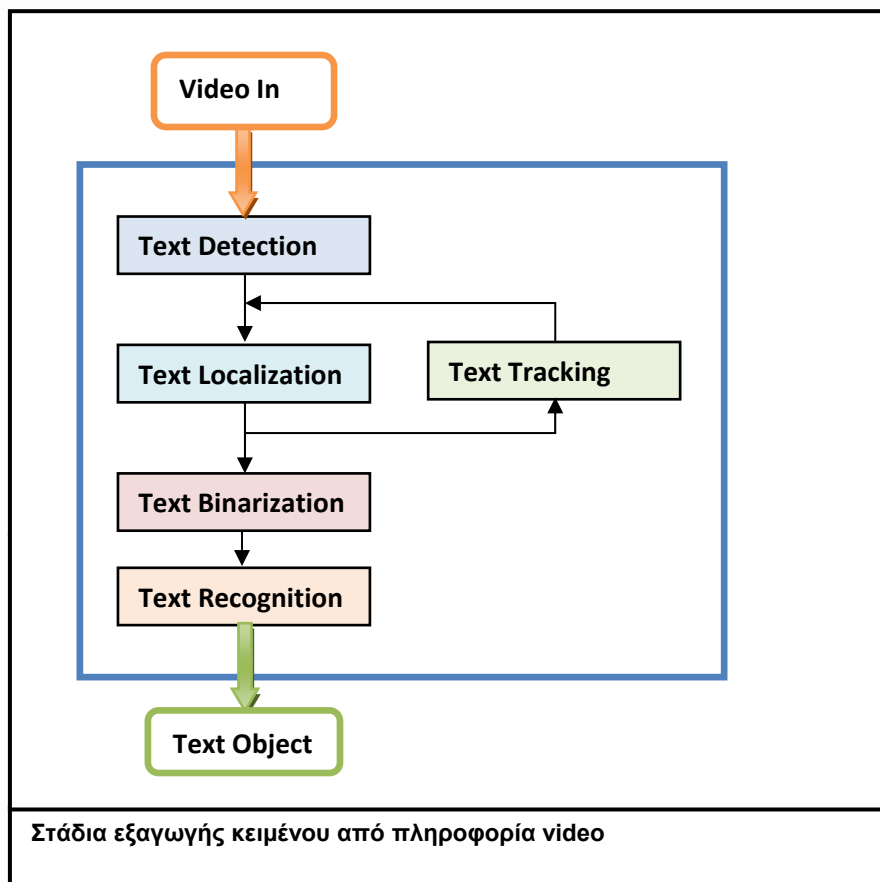 Video In
Text Detection
Text Localization
Text Tracking
Text Binarization
Text Recognition
Text Object
Στάδια εξαγωγής κειμένου από πληροφορία video